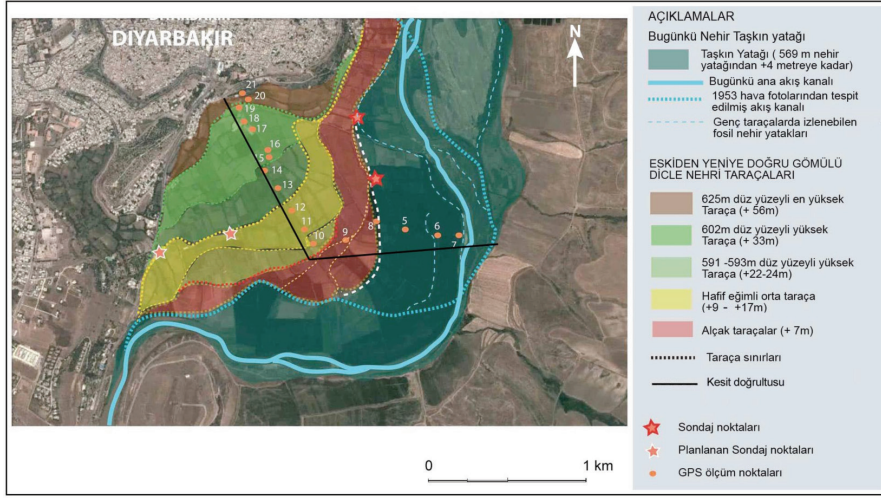 DİYARBAKIR
N
21
20
19
18
17
16
5
14
13
12
11
10
9
8
5
6
7
0
1 km
AÇIKLAMALAR
Bugünkü Nehir Taşkın yatağı
Taşkın Yatağı ( 569 m nehir
yatağından +4 metreye kadar)
Bugünkü ana akış kanalı
1953 hava fotolarından tespit
edilmiş akış kanalı
Genç taraçalarda izlenebilen
fosil nehir yatakları
ESKİDEN YENİYE DOĞRU GÖMÜLÜ
DİCLE NEHRİ TARAÇALARI
625m düz yüzeyli en yüksek
Taraça (+ 56m)
602m düz yüzeyli yüksek
Taraça (+ 33m)
591 -593m düz yüzeyli yüksek
Taraça (+22-24m)
Hafif eğimli orta taraça
(+9 - +17m)
Alçak taraçalar (+ 7m)
Taraça sınırları
Kesit doğrultusu
Sondaj noktaları
Planlanan Sondaj noktaları
GPS ölçüm noktaları